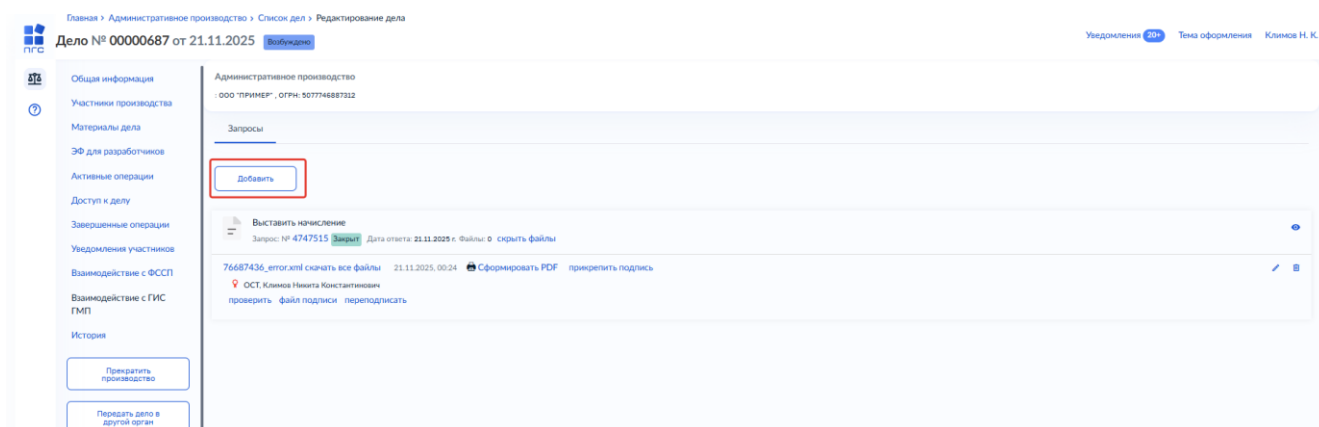 Главная > Административное производство > Список дел > Редактирование дела
ПГС
Дело № 00000687 от 21.11.2025 Возбуждено
Уведомления 20+ Тема оформления Климов Н. К.
Общая информация
Участники производства
Материалы дела
ЭФ для разработчиков
Активные операции
Доступ к делу
Завершенные операции
Уведомления участников
Взаимодействие с ФССП
Взаимодействие с ГИС
ГМП
История
Прекратить
производство
Передать дело в
другой орган
Административное производство
: ООО "ПРИМЕР" , ОГРН: 5077746887312
Запросы
Добавить
Выставить начисление
Запрос: № 4747515 Закрыт Дата ответа: 21.11.2025 г. Файлы: 0 скрыть файлы
76687436_error.xml скачать все файлы 21.11.2025, 00:24 Сформировать PDF прикрепить подпись
ОСТ, Климов Никита Константинович
проверить файл подписи переподписать